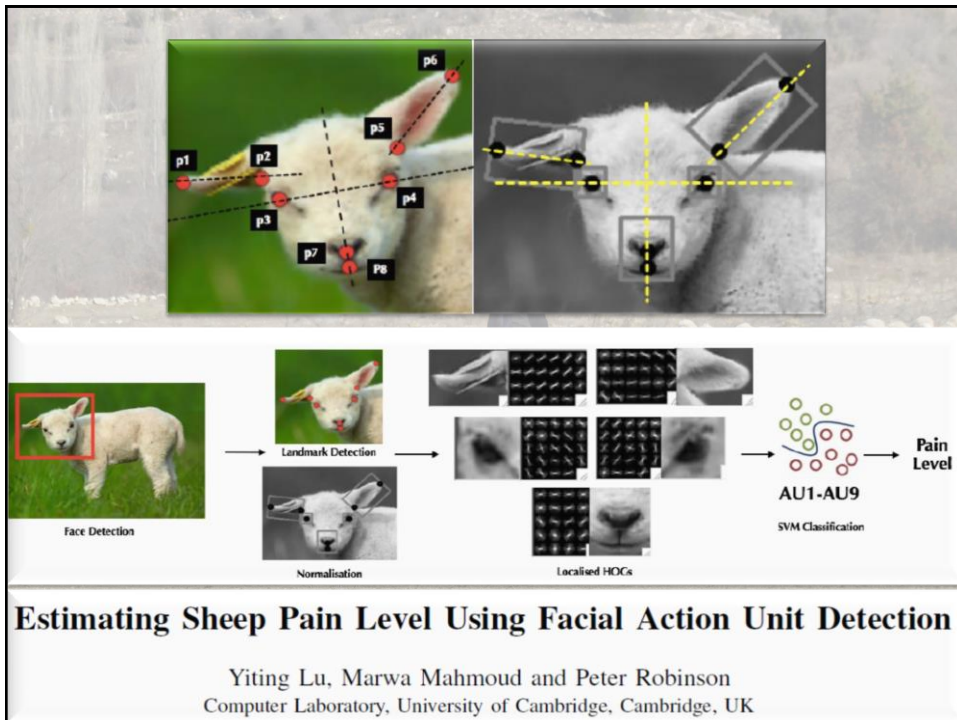 p6
p5
p1
p2
p3
p4
p7
P8
Face Detection
Landmark Detection
Normalisation
Localised HOGs
AU1-AU9
SVM Classification
Pain
Level
Estimating Sheep Pain Level Using Facial Action Unit Detection
Yiting Lu, Marwa Mahmoud and Peter Robinson
Computer Laboratory, University of Cambridge, Cambridge, UK